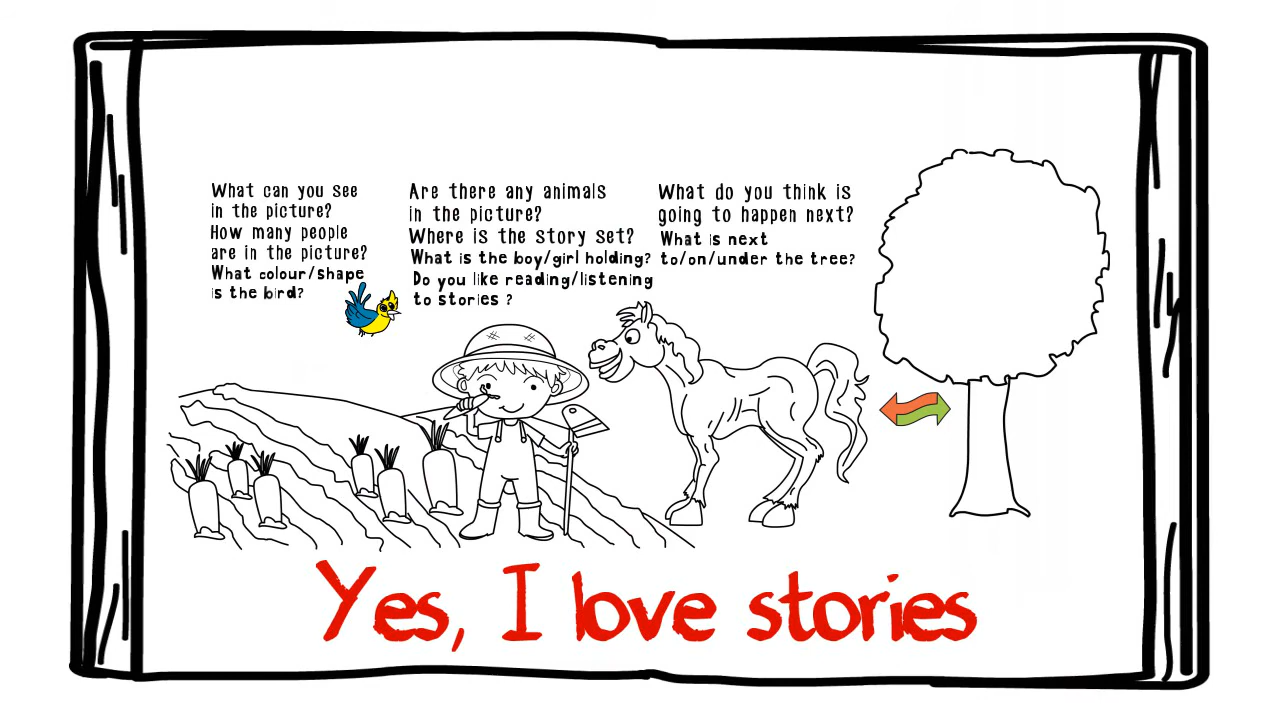 What can you see
in the picture?
How many people
are in the picture?
What colour/shape
is the bird?
Are there any animals
in the picture?
Where is the story set?
What is the boy/girl holding?
Do you like reading/listening
to stories ?
What do you think is
going to happen next?
What is next
to/on/under the tree?
Yes, I love stories